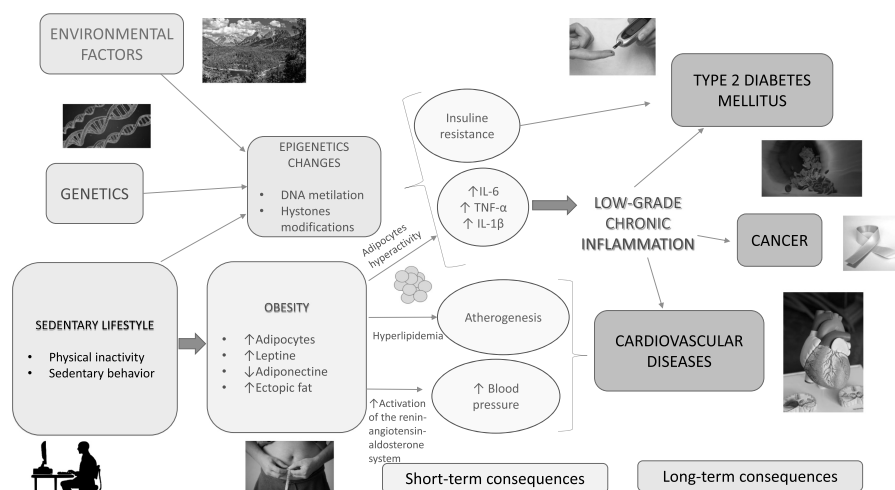 ENVIRONMENTAL
FACTORS
GENETICS
EPIGENETICS
CHANGES
• DNA metilation
• Hystones
modifications
SEDENTARY LIFESTYLE
• Physical inactivity
• Sedentary behavior
OBESITY
• ↑Adipocytes
• ↑Leptine
• ↓Adiponectine
• ↑Ectopic fat
Adipocytes
hyperactivity
Hyperlipidemia
↑Activation
of the renin-
angiotensin-
aldosterone
system
Insuline
resistance
↑IL-6
↑ TNF-α
↑ IL-1β
Atherogenesis
↑ Blood
pressure
LOW-GRADE
CHRONIC
INFLAMMATION
TYPE 2 DIABETES
MELLITUS
CANCER
CARDIOVASCULAR
DISEASES
Short-term consequences
Long-term consequences